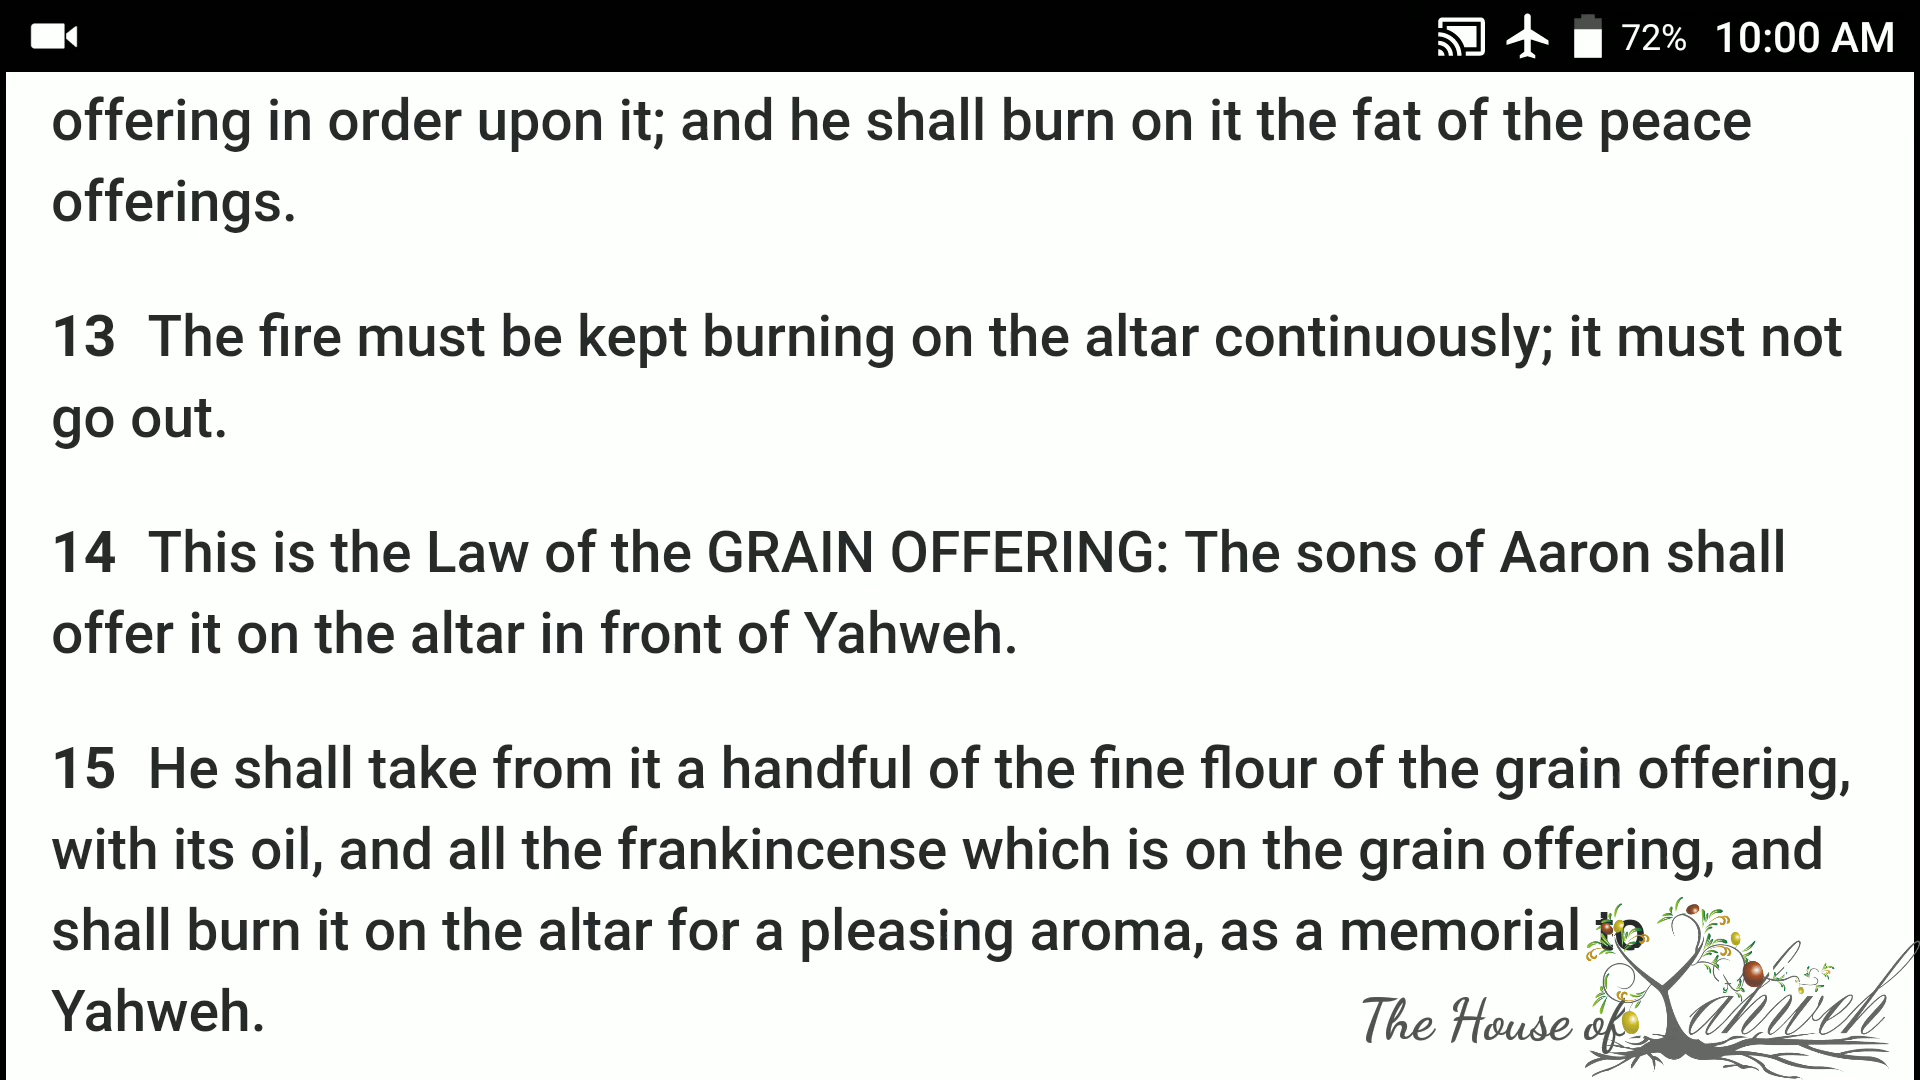 72% 10:00 AM
offering in order upon it; and he shall burn on it the fat of the peace
offerings.
13 The fire must be kept burning on the altar continuously; it must not
go out.
14 This is the Law of the GRAIN OFFERING: The sons of Aaron shall
offer it on the altar in front of Yahweh.
15 He shall take from it a handful of the fine flour of the grain offering,
with its oil, and all the frankincense which is on the grain offering, and
shall burn it on the altar for a pleasing aroma, as a memorial to
Yahweh.
The House of Yahweh